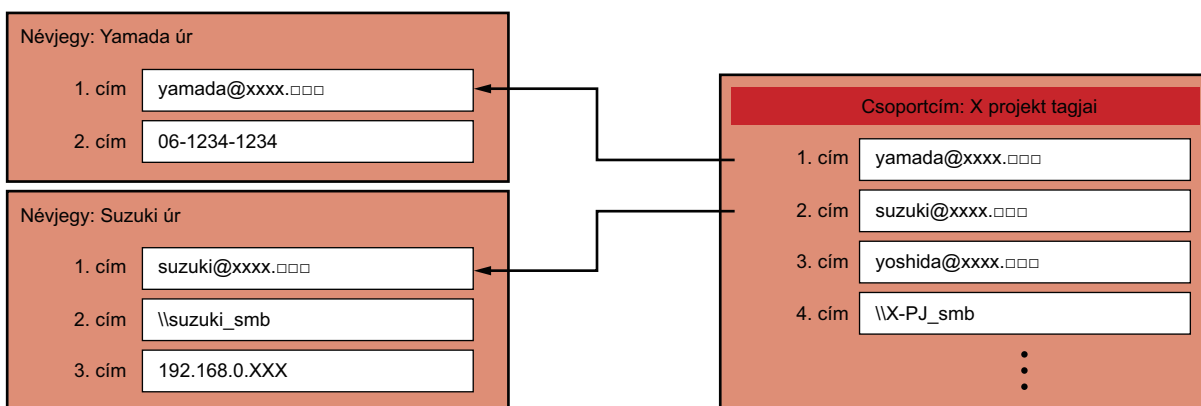 Névjegy: Yamada úr
1. cím yamada@xxxx.□□□
2. cím 06-1234-1234
Névjegy: Suzuki úr
1. cím suzuki@xxxx.□□□
2. cím \\suzuki_smb
3. cím 192.168.0.XXX
Csoportcím: X projekt tagjai
1. cím yamada@xxxx.□□□
2. cím suzuki@xxxx.□□□
3. cím yoshida@xxxx.□□□
4. cím \\X-PJ_smb